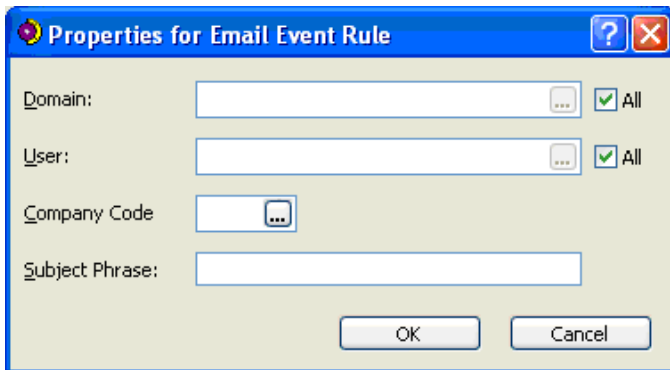 Properties for Email Event Rule ?
Domain: ... All
User: ... All
Company Code ...
Subject Phrase:
OK Cancel